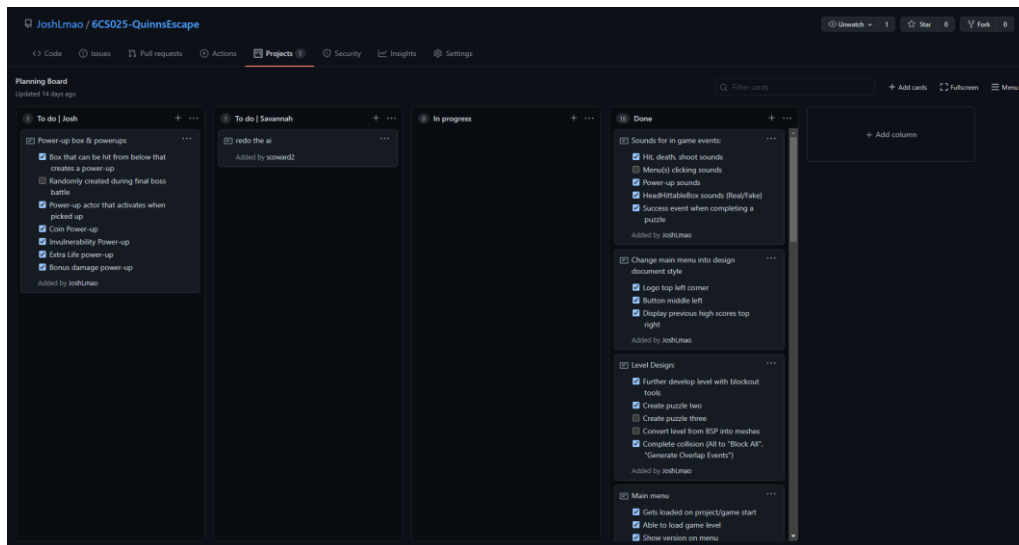 JoshLmao / 6CS025-QuinnsEscape
Unwatch 1
Star 0
Fork 0
Code
Issues
Pull requests
Actions
Projects 1
Security
Insights
Settings
Planning Board
Updated 14 days ago
Filter cards
+ Add cards
Fullscreen
Menu
1 To do | Josh
Power-up box & powerups
Box that can be hit from below that
creates a power-up
Randomly created during final boss
battle
Power-up actor that activates when
picked up
Coin Power-up
Invulnerability Power-up
Extra Life power-up
Bonus damage power-up
Added by JoshLmao
1 To do | Savannah
redo the ai
Added by scoward2
0 In progress
18 Done
Sounds for in game events:
Hit, death, shoot sounds
Menu(s) clicking sounds
Power-up sounds
HeadHittableBox sounds (Real/Fake)
Success event when completing a
puzzle
Added by JoshLmao
Change main menu into design
document style
Logo top left corner
Button middle left
Display previous high scores top
right
Added by JoshLmao
Level Design:
Further develop level with blockout
tools
Create puzzle two
Create puzzle three
Convert level from BSP into meshes
Complete collision (All to "Block All",
"Generate Overlap Events")
Added by JoshLmao
Main menu
Gets loaded on project/game start
Able to load game level
Show version on menu
+ Add column